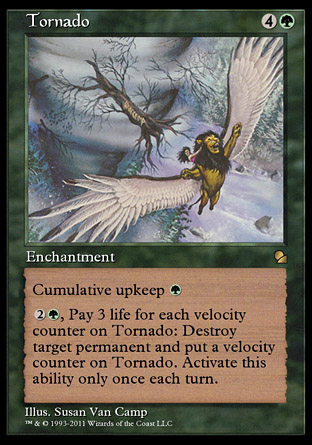 Tornado 4
Enchantment
Cumulative upkeep
2 , Pay 3 life for each velocity
counter on Tornado: Destroy
target permanent and put a velocity
counter on Tornado. Activate this
ability only once each turn.
Illus. Susan Van Camp
™ & © 1993-2011 Wizards of the Coast LLC